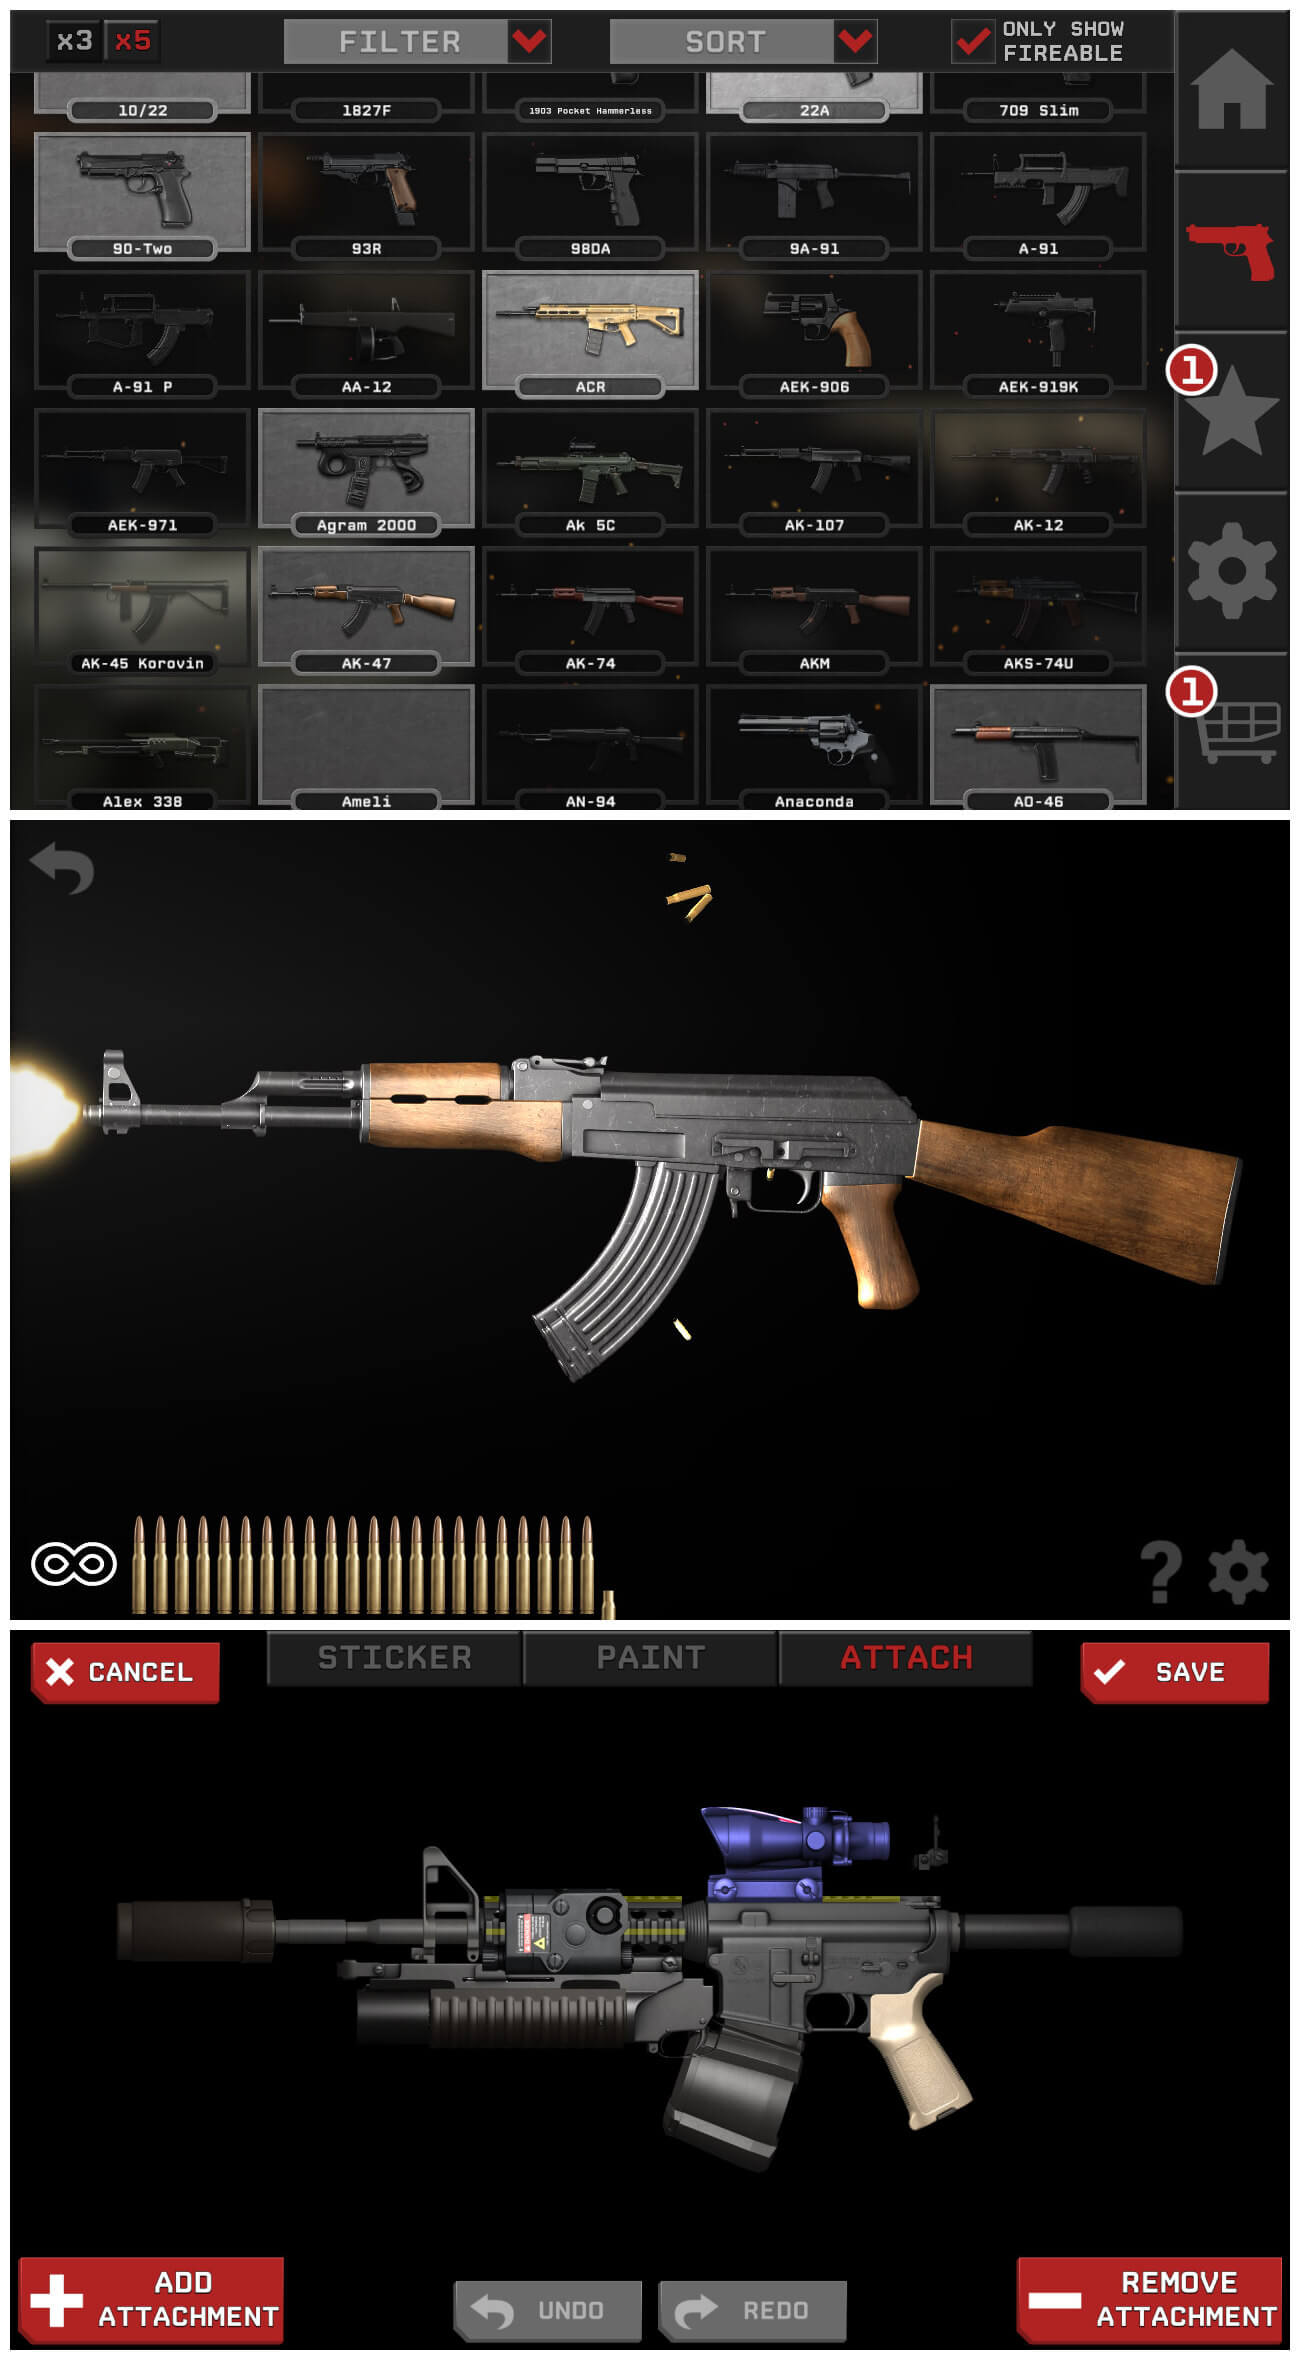 x3 x5 FILTER SORT ONLY SHOW
FIREABLE
10/22 1827F 1903 Pocket Hammerless 22A 709 Slim
90-Two 93R 98DA 9A-91 A-91
A-91 P AA-12 ACR AEK-906 AEK-919K
1
AEK-971 Agram 2000 Ak 5C AK-107 AK-12
AK-45 Korovin AK-47 AK-74 AKM AKS-74U
1
Alex 338 Ameli AN-94 Anaconda AO-46
?
CANCEL STICKER PAINT ATTACH SAVE
ADD
ATTACHMENT
UNDO REDO
REMOVE
ATTACHMENT